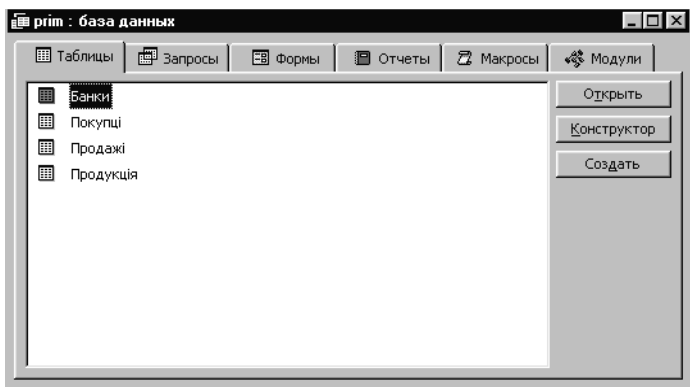 prim : база данных
Таблицы Запросы Формы Отчеты Макросы Модули
Банки Открыть
Покупці Конструктор
Продажі Создать
Продукція